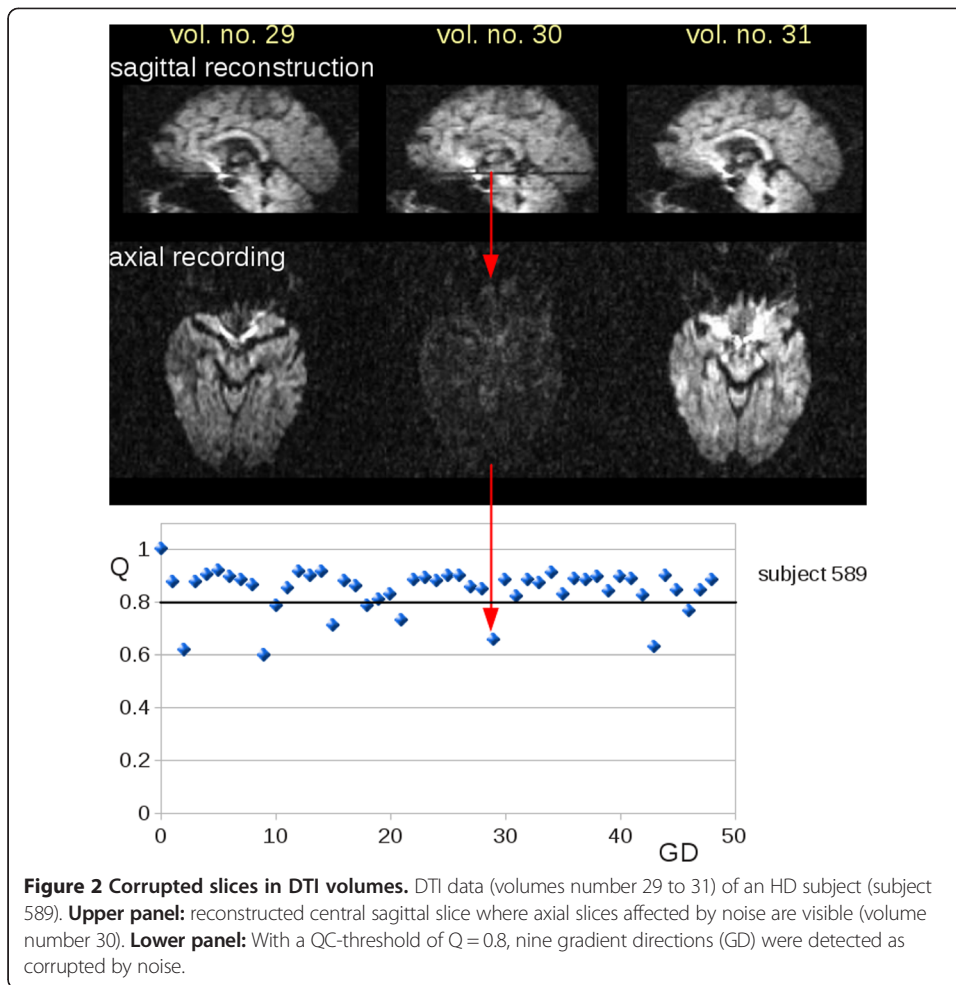 vol. no. 29 vol. no. 30 vol. no. 31
sagittal reconstruction
axial recording
Q
1
0.8
0.6
0.4
0.2
0
0 10 20 30 40 50
GD
subject 589
Figure 2 Corrupted slices in DTI volumes. DTI data (volumes number 29 to 31) of an HD subject (subject
589). Upper panel: reconstructed central sagittal slice where axial slices affected by noise are visible (volume
number 30). Lower panel: With a QC-threshold of Q = 0.8, nine gradient directions (GD) were detected as
corrupted by noise.